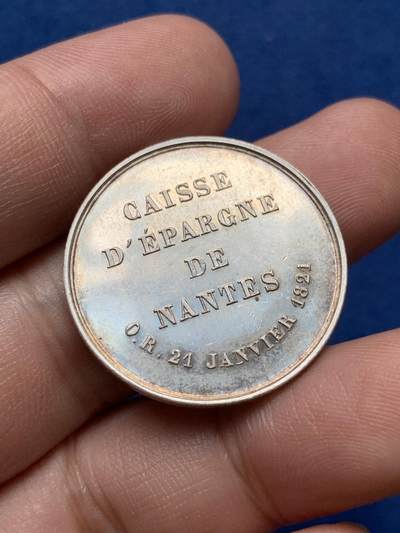 CAISSE
D'ÉPARGNE
DE
NANTES
O.R. 21 JANVIER 1821